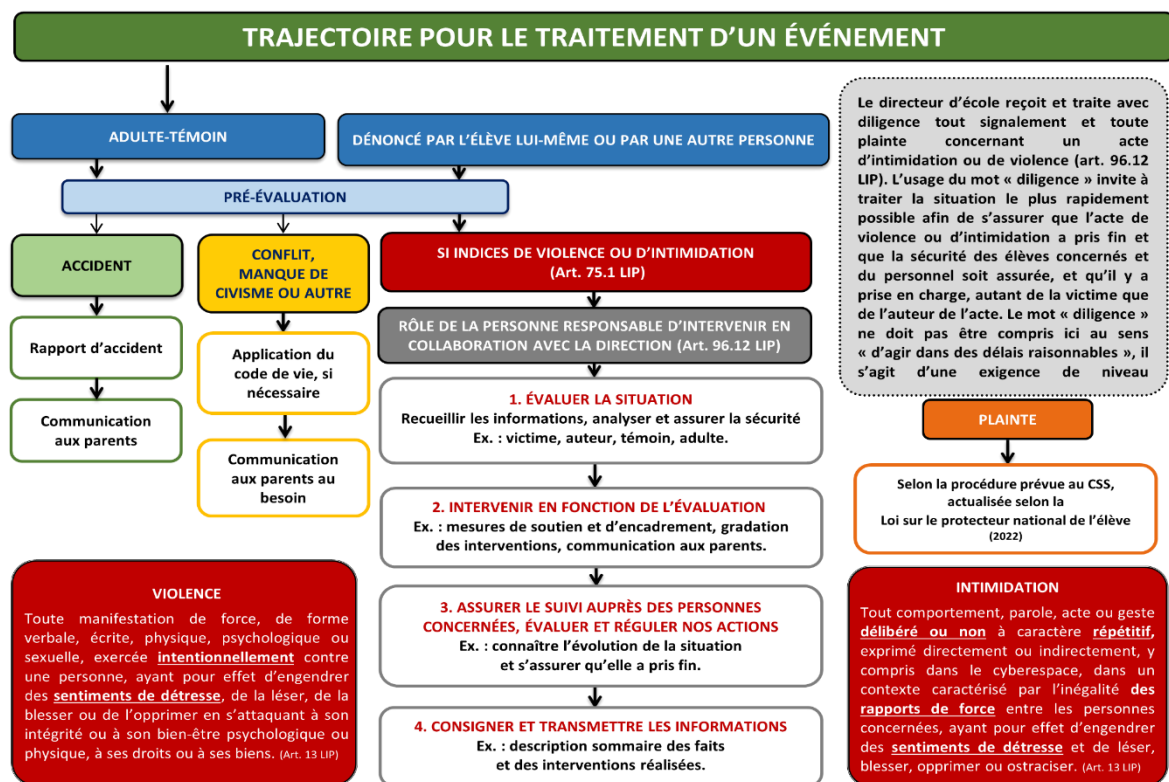 TRAJECTOIRE POUR LE TRAITEMENT D’UN ÉVÉNEMENT
ADULTE-TÉMOIN
DÉNONCÉ PAR L’ÉLÈVE LUI-MÊME OU PAR UNE AUTRE PERSONNE
PRÉ-ÉVALUATION
ACCIDENT
Rapport d’accident
Communication
aux parents
CONFLIT,
MANQUE DE
CIVISME OU AUTRE
Application du
code de vie, si
nécessaire
Communication
aux parents au
besoin
SI INDICES DE VIOLENCE OU D’INTIMIDATION
(Art. 75.1 LIP)
RÔLE DE LA PERSONNE RESPONSABLE D’INTERVENIR EN
COLLABORATION AVEC LA DIRECTION (Art. 96.12 LIP)
1. ÉVALUER LA SITUATION
Recueillir les informations, analyser et assurer la sécurité
Ex. : victime, auteur, témoin, adulte.
2. INTERVENIR EN FONCTION DE L’ÉVALUATION
Ex. : mesures de soutien et d’encadrement, gradation
des interventions, communication aux parents.
3. ASSURER LE SUIVI AUPRÈS DES PERSONNES
CONCERNÉES, ÉVALUER ET RÉGULER NOS ACTIONS
Ex. : connaître l’évolution de la situation
et s’assurer qu’elle a pris fin.
4. CONSIGNER ET TRANSMETTRE LES INFORMATIONS
Ex. : description sommaire des faits
et des interventions réalisées.
Le directeur d’école reçoit et traite avec
diligence tout signalement et toute
plainte concernant un acte
d’intimidation ou de violence (art. 96.12
LIP). L’usage du mot « diligence » invite à
traiter la situation le plus rapidement
possible afin de s’assurer que l’acte de
violence ou d’intimidation a pris fin et
que la sécurité des élèves concernés et
du personnel soit assurée, et qu’il y a
prise en charge, autant de la victime que
de l’auteur de l’acte. Le mot « diligence »
ne doit pas être compris ici au sens
« d’agir dans des délais raisonnables », il
s’agit d’une exigence de niveau
PLAINTE
Selon la procédure prévue au CSS,
actualisée selon la
Loi sur le protecteur national de l’élève
(2022)
VIOLENCE
Toute manifestation de force, de forme
verbale, écrite, physique, psychologique ou
sexuelle, exercée intentionnellement contre
une personne, ayant pour effet d’engendrer
des sentiments de détresse, de la léser, de la
blesser ou de l’opprimer en s’attaquant à son
intégrité ou à son bien-être psychologique ou
physique, à ses droits ou à ses biens. (Art. 13 LIP)
INTIMIDATION
Tout comportement, parole, acte ou geste
délibéré ou non à caractère répétitif,
exprimé directement ou indirectement, y
compris dans le cyberespace, dans un
contexte caractérisé par l’inégalité des
rapports de force entre les personnes
concernées, ayant pour effet d’engendrer
des sentiments de détresse et de léser,
blesser, opprimer ou ostraciser. (Art. 13 LIP)